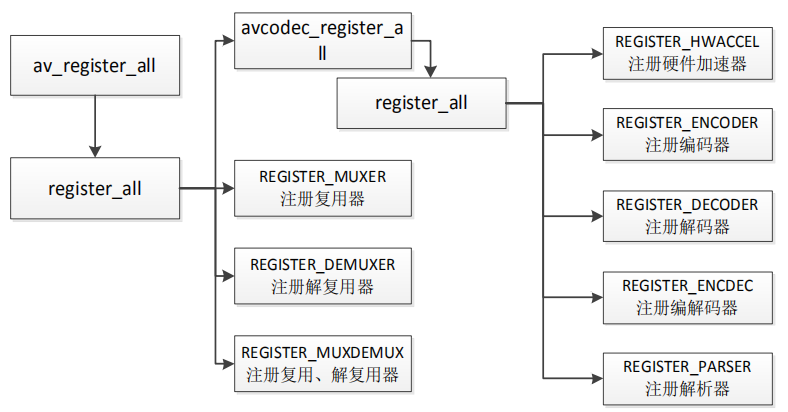 av_register_all
register_all
avcodec_register_a
ll
register_all
REGISTER_MUXER
注册复用器
REGISTER_DEMUXER
注册解复用器
REGISTER_MUXDEMUX
注册复用、解复用器
REGISTER_HWACCEL
注册硬件加速器
REGISTER_ENCODER
注册编码器
REGISTER_DECODER
注册解码器
REGISTER_ENCDEC
注册编解码器
REGISTER_PARSER
注册解析器